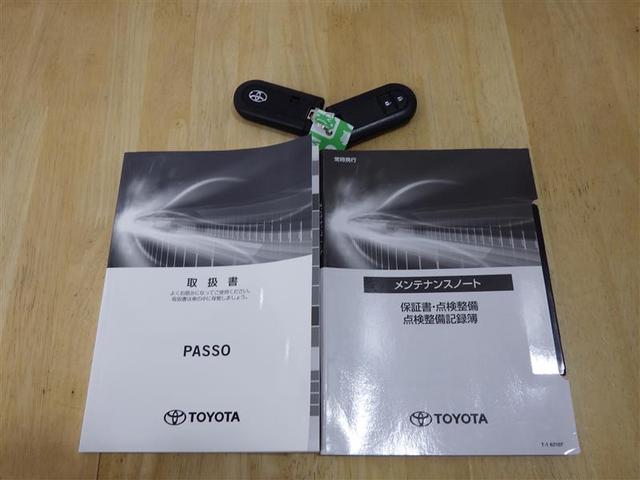 取扱書
よくお読みになってご使用ください。
取扱書は車の中に保管しましょう。
PASSO
TOYOTA
常時携行
メンテナンスノート
保証書・点検整備
点検整備記録簿
TOYOTA